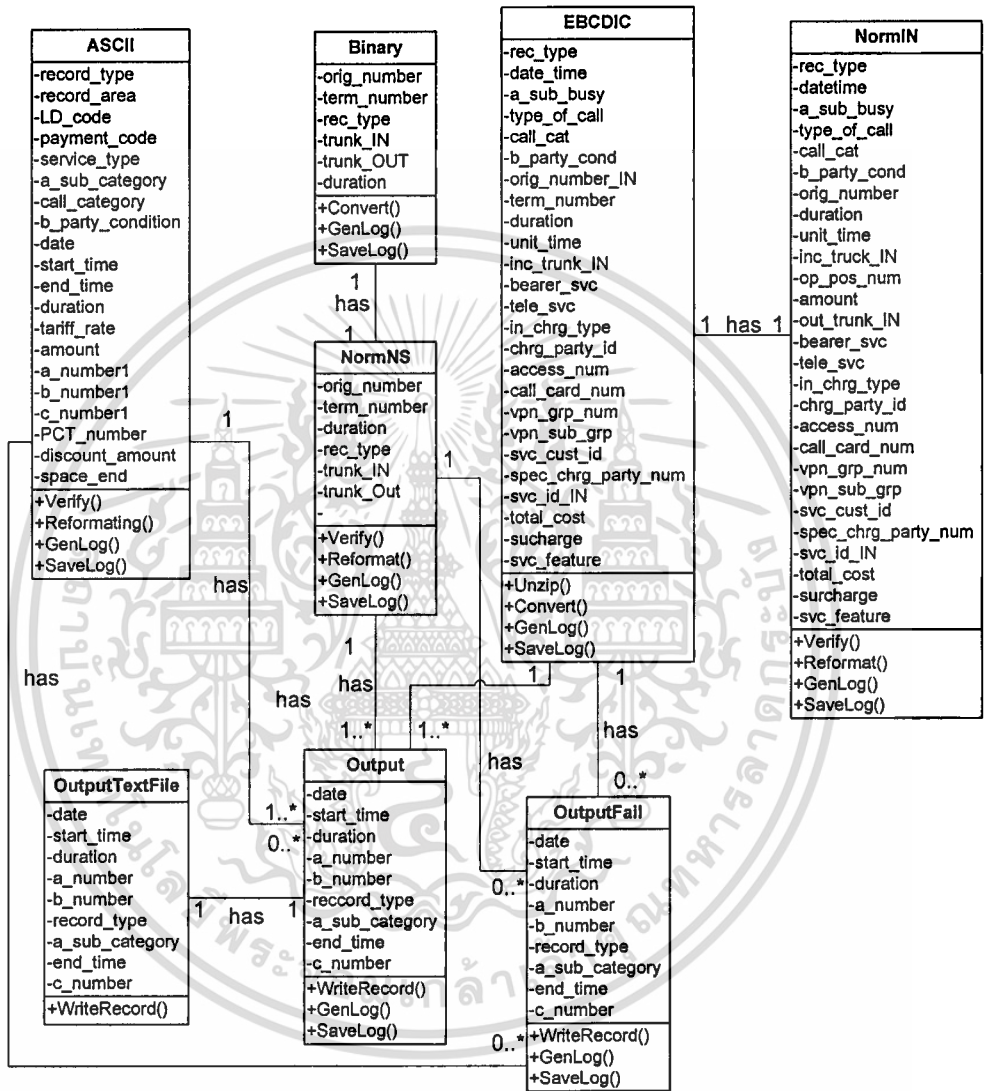 ASCII
-record_type
-record_area
-LD_code
-payment_code
-service_type
-a_sub_category
-call_category
-b_party_condition
-date
-start_time
-end_time
-duration
-tariff_rate
-amount
-a_number1
-b_number1
-c_number1
-PCT_number
-discount_amount
-space_end
+Verify()
+Reformating()
+GenLog()
+SaveLog()
Binary
-orig_number
-term_number
-rec_type
-trunk_IN
-trunk_OUT
-duration
+Convert()
+GenLog()
+SaveLog()
1
has
1
NormNS
-orig_number
-term_number
-duration
-rec_type
-trunk_IN
-trunk_Out
-
+Verify()
+Reformat()
+GenLog()
+SaveLog()
EBCDIC
-rec_type
-date_time
-a_sub_busy
-type_of_call
-call_cat
-b_party_cond
-orig_number_IN
-term_number
-duration
-unit_time
-inc_trunk_IN
-bearer_svc
-tele_svc
-in_chrg_type
-chrg_party_id
-access_num
-call_card_num
-vpn_grp_num
-vpn_sub_grp
-svc_cust_id
-spec_chrg_party_num
-svc_id_IN
-total_cost
-sucharge
-svc_feature
+Unzip()
+Convert()
+GenLog()
+SaveLog()
1 has 1
NormIN
-rec_type
-datetime
-a_sub_busy
-type_of_call
-call_cat
-b_party_cond
-orig_number
-duration
-unit_time
-inc_truck_IN
-op_pos_num
-amount
-out_trunk_IN
-bearer_svc
-tele_svc
-in_chrg_type
-chrg_party_id
-access_num
-call_card_num
-vpn_grp_num
-vpn_sub_grp
-svc_cust_id
-spec_chrg_party_num
-svc_id_IN
-total_cost
-surcharge
-svc_feature
+Verify()
+Reformat()
+GenLog()
+SaveLog()
1
1
has
has
has
1
has
1..*
1
1..*
has
1
has
0..*
1..*
0..*
0..*
OutputTextFile
-date
-start_time
-duration
-a_number
-b_number
-record_type
-a_sub_category
-end_time
-c_number
+WriteRecord()
1 has 1
Output
-date
-start_time
-duration
-a_number
-b_number
-reccord_type
-a_sub_category
-end_time
-c_number
+WriteRecord()
+GenLog()
+SaveLog()
OutputFail
-date
-start_time
-duration
-a_number
-b_number
-record_type
-a_sub_category
-end_time
-c_number
+WriteRecord()
+GenLog()
+SaveLog()
0..*